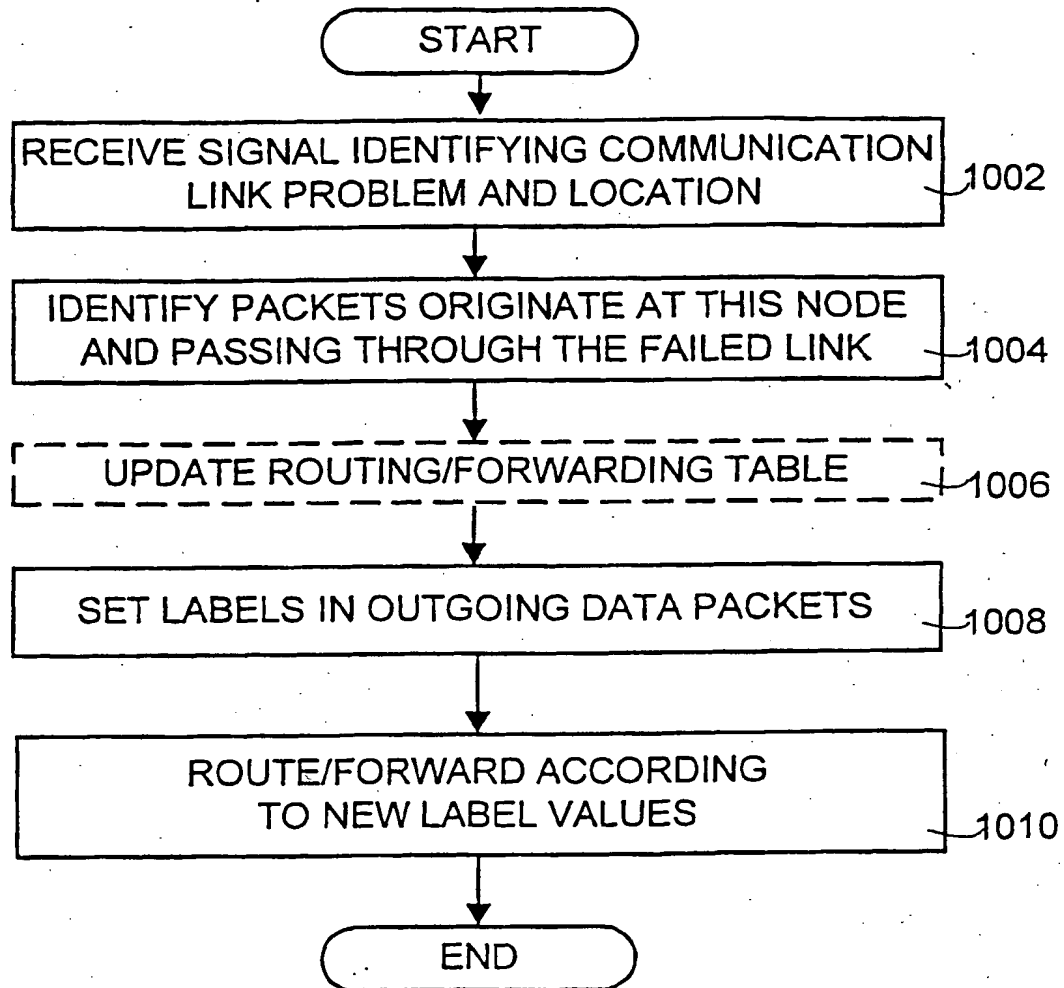 START
RECEIVE SIGNAL IDENTIFYING COMMUNICATION
LINK PROBLEM AND LOCATION
1002
IDENTIFY PACKETS ORIGINATE AT THIS NODE
AND PASSING THROUGH THE FAILED LINK
1004
UPDATE ROUTING/FORWARDING TABLE
1006
SET LABELS IN OUTGOING DATA PACKETS
1008
ROUTE/FORWARD ACCORDING
TO NEW LABEL VALUES
1010
END